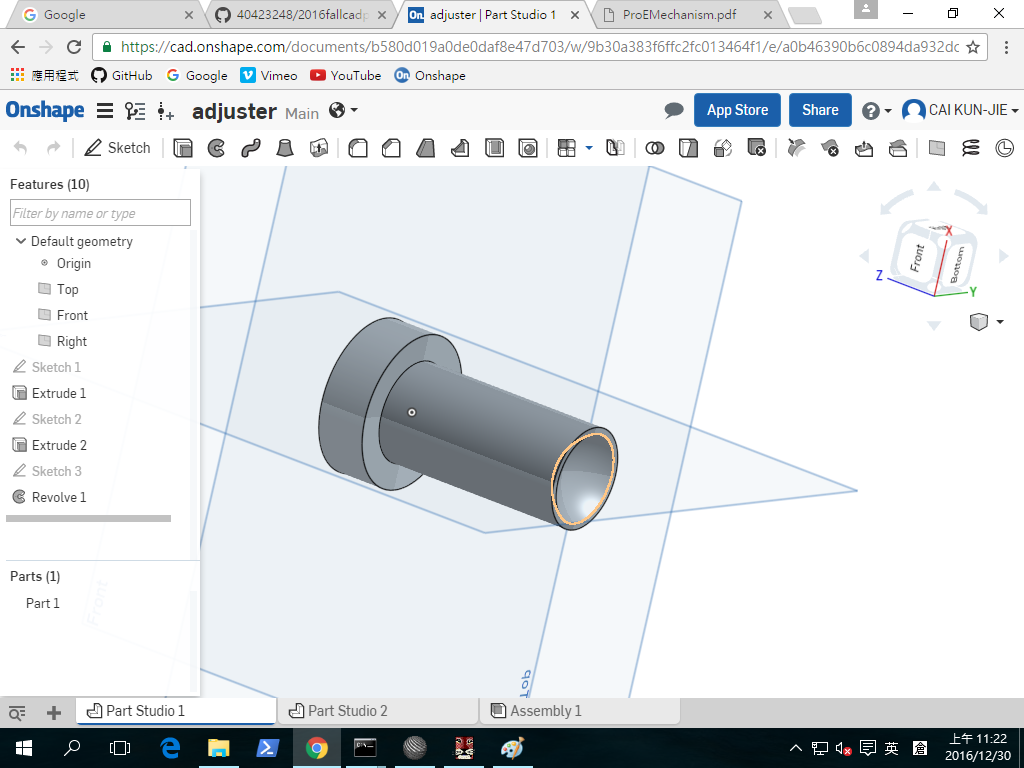 Google
40423248/2016fallcadp
adjuster | Part Studio 1
ProEMechanism.pdf
https://cad.onshape.com/documents/b580d019a0de0daf8e47d703/w/9b30a383f6ffc2fc013464f1/e/a0b46390b6c0894da932dc
應用程式 GitHub Google Vimeo YouTube Onshape
Onshape adjuster Main App Store Share CAI KUN-JIE
Sketch
Features (10)
Filter by name or type
Default geometry
Origin
Top
Front
Right
Sketch 1
Extrude 1
Sketch 2
Extrude 2
Sketch 3
Revolve 1
Parts (1)
Part 1
Front
Top
Front
Bottom
X
Z
Y
Part Studio 1
Part Studio 2
Assembly 1
英
倉
上午 11:22
2016/12/30